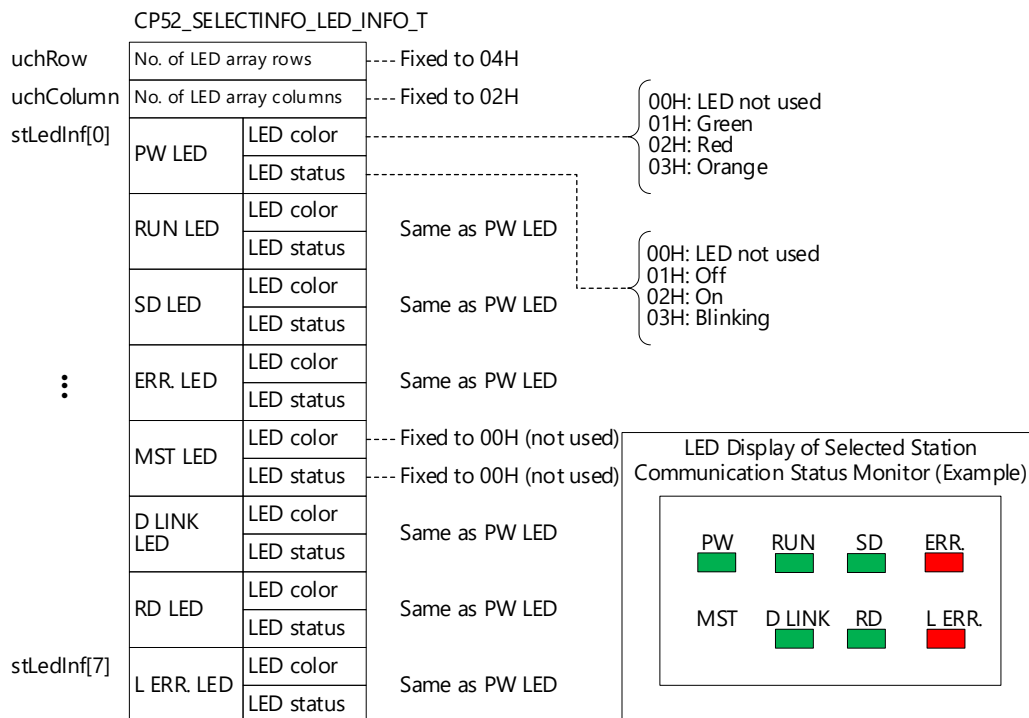 CP52_SELECTINFO_LED_INFO_T
uchRow No. of LED array rows Fixed to 04H
uchColumn No. of LED array columns Fixed to 02H
stLedInf[0] PW LED LED color
LED status
00H: LED not used
01H: Green
02H: Red
03H: Orange
00H: LED not used
01H: Off
02H: On
03H: Blinking
RUN LED LED color
LED status
Same as PW LED
SD LED LED color
LED status
Same as PW LED
ERR. LED LED color
LED status
Same as PW LED
MST LED LED color Fixed to 00H (not used)
LED status Fixed to 00H (not used)
D LINK
LED
LED color
LED status
Same as PW LED
RD LED LED color
LED status
Same as PW LED
stLedInf[7] L ERR. LED LED color
LED status
Same as PW LED
LED Display of Selected Station
Communication Status Monitor (Example)
PW RUN SD ERR.
MST D LINK RD L ERR.